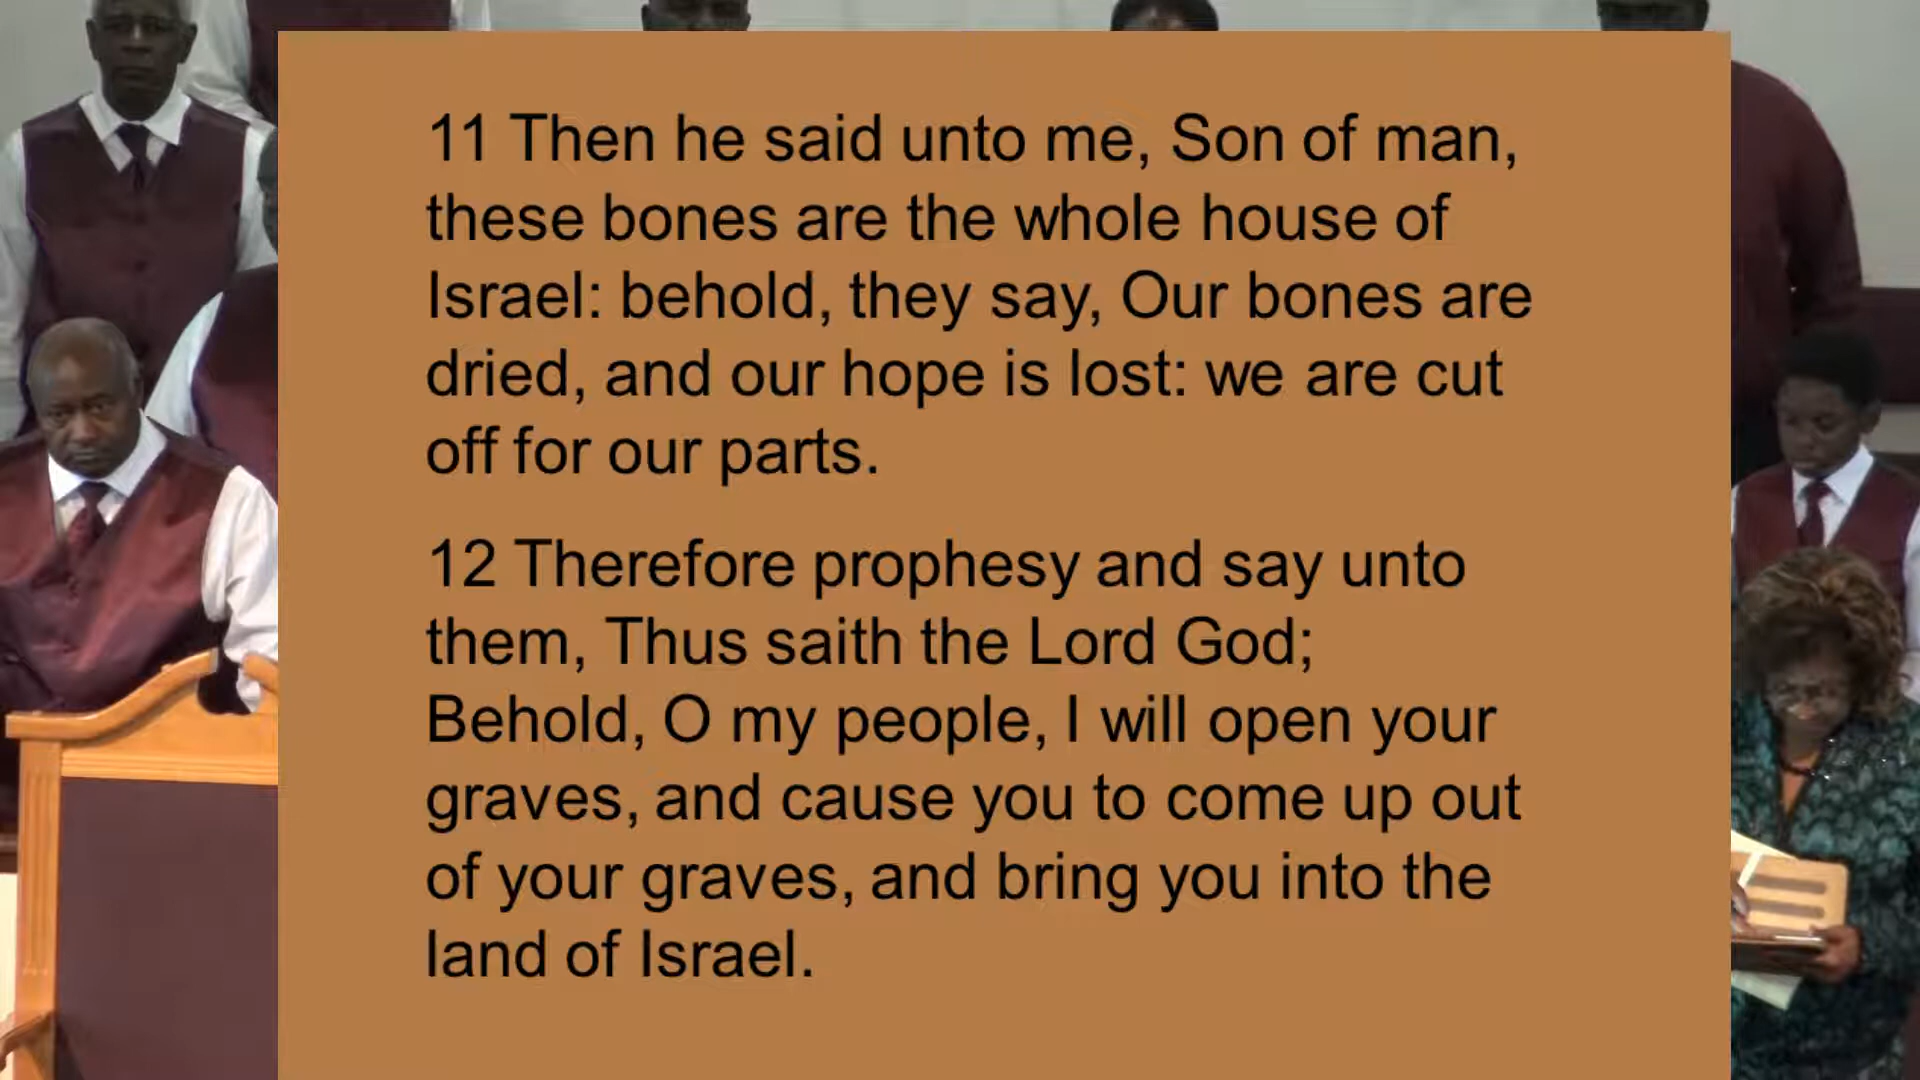 11 Then he said unto me, Son of man,
these bones are the whole house of
Israel: behold, they say, Our bones are
dried, and our hope is lost: we are cut
off for our parts.
12 Therefore prophesy and say unto
them, Thus saith the Lord God;
Behold, O my people, I will open your
graves, and cause you to come up out
of your graves, and bring you into the
land of Israel.